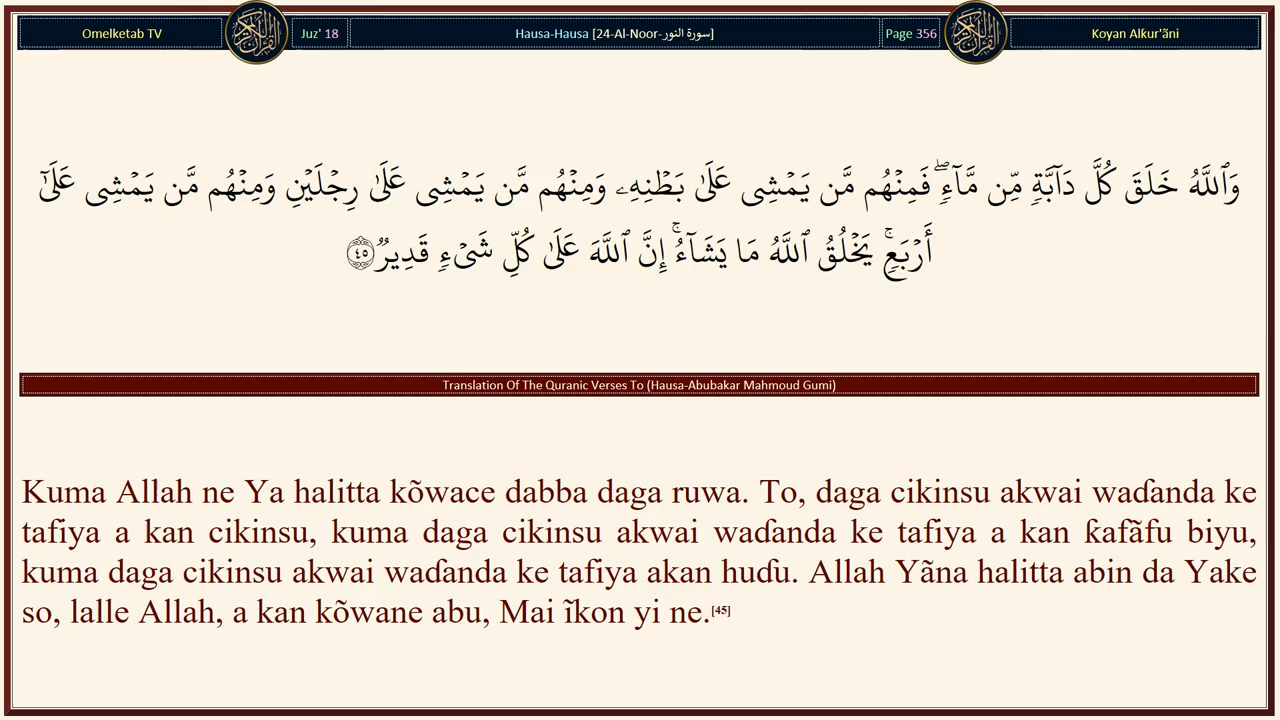 Omelketab TV
Juz' 18
Hausa-Hausa [24-Al-Noor-سورة النور]
Page 356
Koyan Alƙur'ãni
وَٱللَّهُ خَلَقَ كُلَّ دَآبَّةٍ مِّن مَّآءٍ ۖ فَمِنْهُم مَّن يَمْشِى عَلَىٰ بَطْنِهِۦ وَمِنْهُم مَّن يَمْشِى عَلَىٰ رِجْلَيْنِ وَمِنْهُم مَّن يَمْشِى عَلَىٰٓ
أَرْبَعٍ ۚ يَخْلُقُ ٱللَّهُ مَا يَشَآءُ ۚ إِنَّ ٱللَّهَ عَلَىٰ كُلِّ شَىْءٍ قَدِيرٌ ٤٥
Translation Of The Quranic Verses To (Hausa-Abubakar Mahmoud Gumi)
Kuma Allah ne Ya halitta kõwace dabba daga ruwa. To, daga cikinsu akwai waɗanda ke
tafiya a kan cikinsu, kuma daga cikinsu akwai waɗanda ke tafiya a kan ƙafãfu biyu,
kuma daga cikinsu akwai waɗanda ke tafiya akan huɗu. Allah Yãna halitta abin da Yake
so, lalle Allah, a kan kõwane abu, Mai ĩkon yi ne.[45]